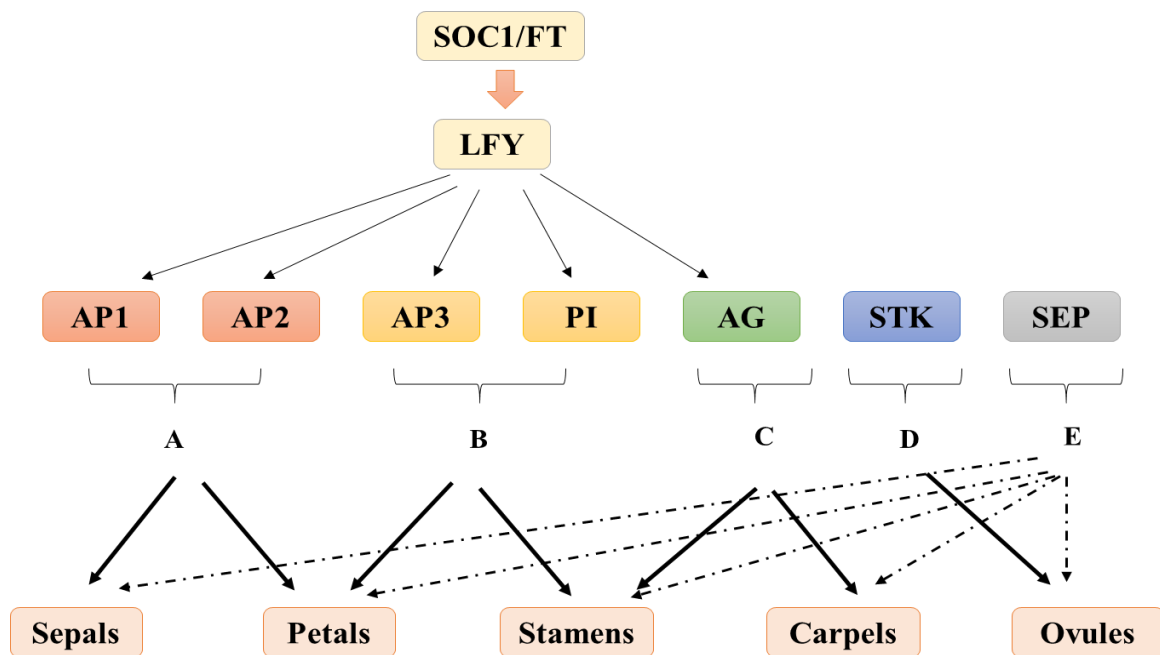 SOC1/FT
LFY
AP1 AP2 AP3 PI AG STK SEP
A B C D E
Sepals Petals Stamens Carpels Ovules